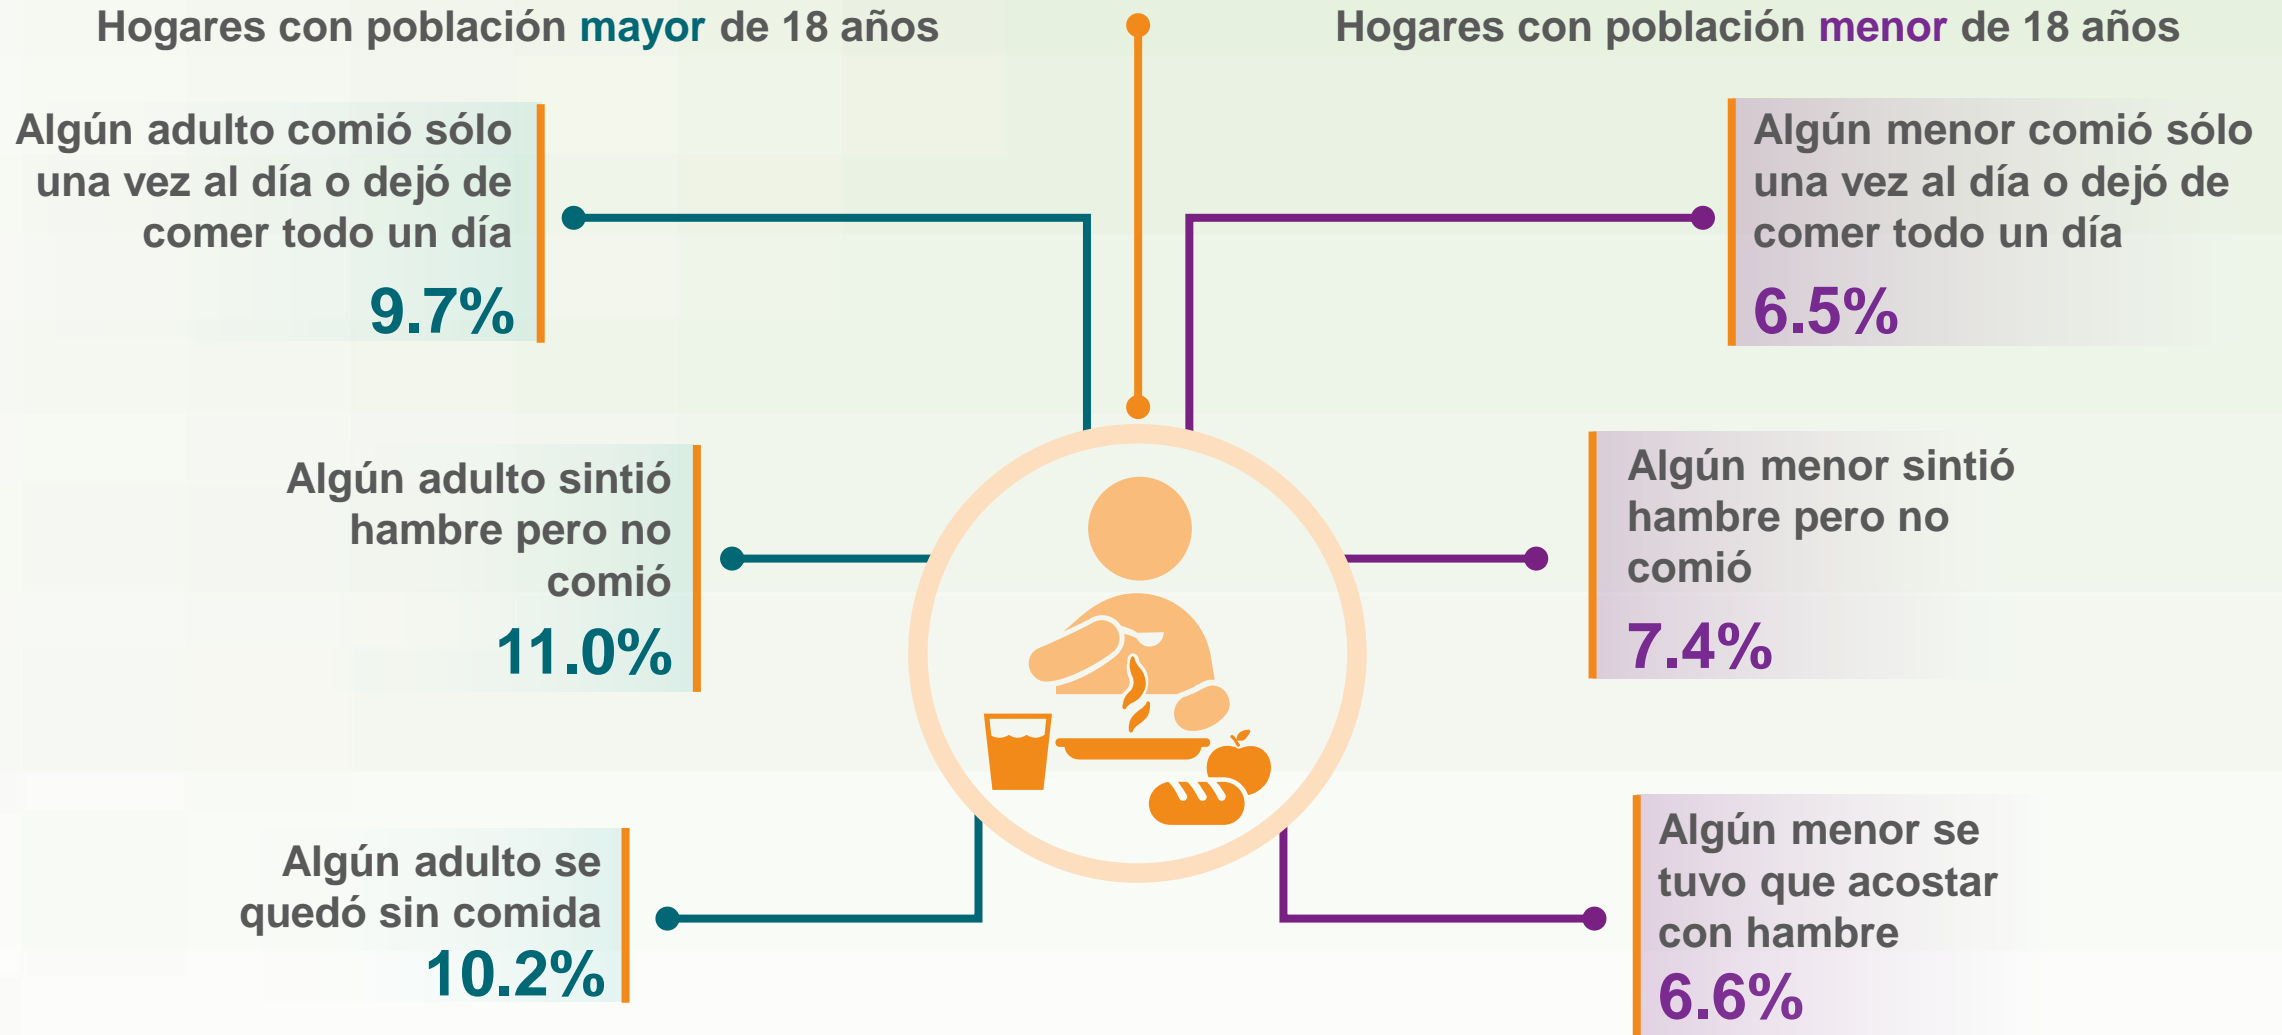 Hogares con población mayor de 18 años
Algún adulto comió sólo
una vez al día o dejó de
comer todo un día
9.7%
Algún adulto sintió
hambre pero no
comió
11.0%
Algún adulto se
quedó sin comida
10.2%
Hogares con población menor de 18 años
Algún menor comió sólo
una vez al día o dejó de
comer todo un día
6.5%
Algún menor sintió
hambre pero no
comió
7.4%
Algún menor se
tuvo que acostar
con hambre
6.6%